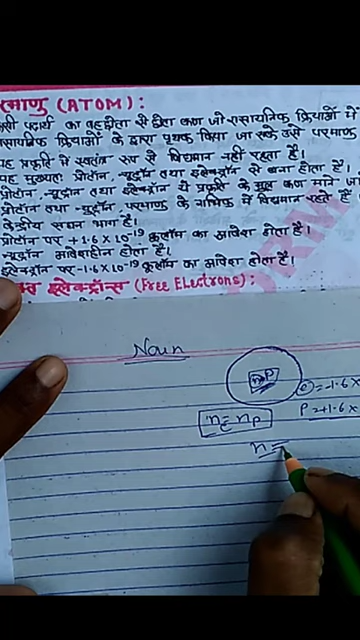 रमाणु (ATOM):
किसी पदार्थ का वह छोटा से छोटा कण जो रासायनिक क्रियाओं में
रासायनिक क्रियाओं के द्वारा पृथक किया जा सके उसे परमाणु
यह प्रकृति में स्वतंत्र रूप से विद्यमान नहीं रहता है।
यह मुख्यतः प्रोटॉन, न्यूट्रॉन तथा इलेक्ट्रॉन से बना होता है।
प्रोटॉन, न्यूट्रॉन तथा इलेक्ट्रॉन ये प्रकृति के मूल कण माने
प्रोटॉन तथा न्यूट्रॉन परमाणु के नाभिक में विद्यमान रहते हैं
केन्द्रीय सघन भाग है।
प्रोटॉन पर +1.6×10⁻¹⁹ कूलॉम का आवेश होता है।
न्यूट्रॉन आवेशहीन होता है।
इलेक्ट्रॉन पर -1.6×10⁻¹⁹ कूलॉम का आवेश होता है।
इलेक्ट्रॉन्स (Free Electrons):
Noun
n P
e = -1.6 ×
P = +1.6 ×
n = np
n =